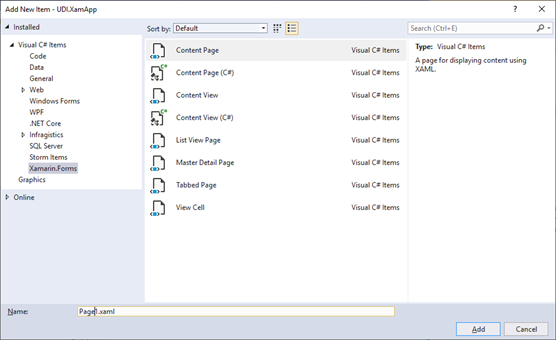 Add New Item - UDI.XamApp
Installed
Sort by: Default
Search (Ctrl+E)
Visual C# Items
Code
Data
General
Web
Windows Forms
WPF
.NET Core
Infragistics
SQL Server
Storm Items
Xamarin.Forms
Graphics
Online
Content Page Visual C# Items
Content Page (C#) Visual C# Items
Content View Visual C# Items
Content View (C#) Visual C# Items
List View Page Visual C# Items
Master Detail Page Visual C# Items
Tabbed Page Visual C# Items
View Cell Visual C# Items
Type: Visual C# Items
A page for displaying content using
XAML.
Name: Page1.xaml
Add Cancel